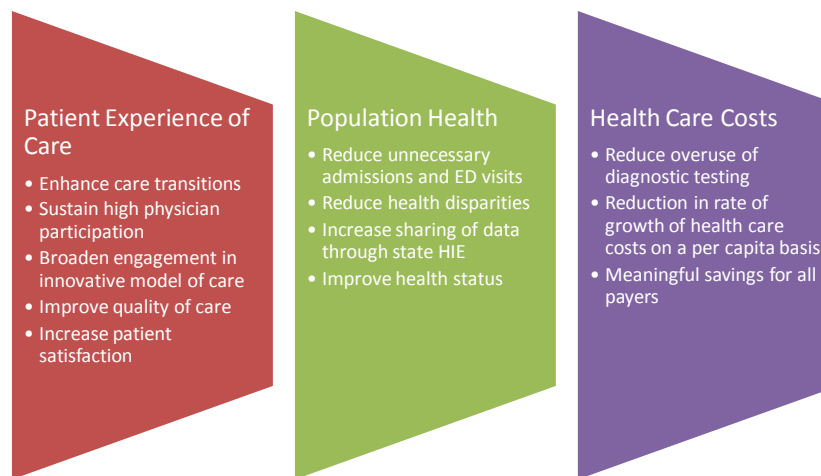 Patient Experience of
Care
• Enhance care transitions
• Sustain high physician
participation
• Broaden engagement in
innovative model of care
• Improve quality of care
• Increase patient
satisfaction
Population Health
• Reduce unnecessary
admissions and ED visits
• Reduce health disparities
• Increase sharing of data
through state HIE
• Improve health status
Health Care Costs
• Reduce overuse of
diagnostic testing
• Reduction in rate of
growth of health care
costs on a per capita basis
• Meaningful savings for all
payers